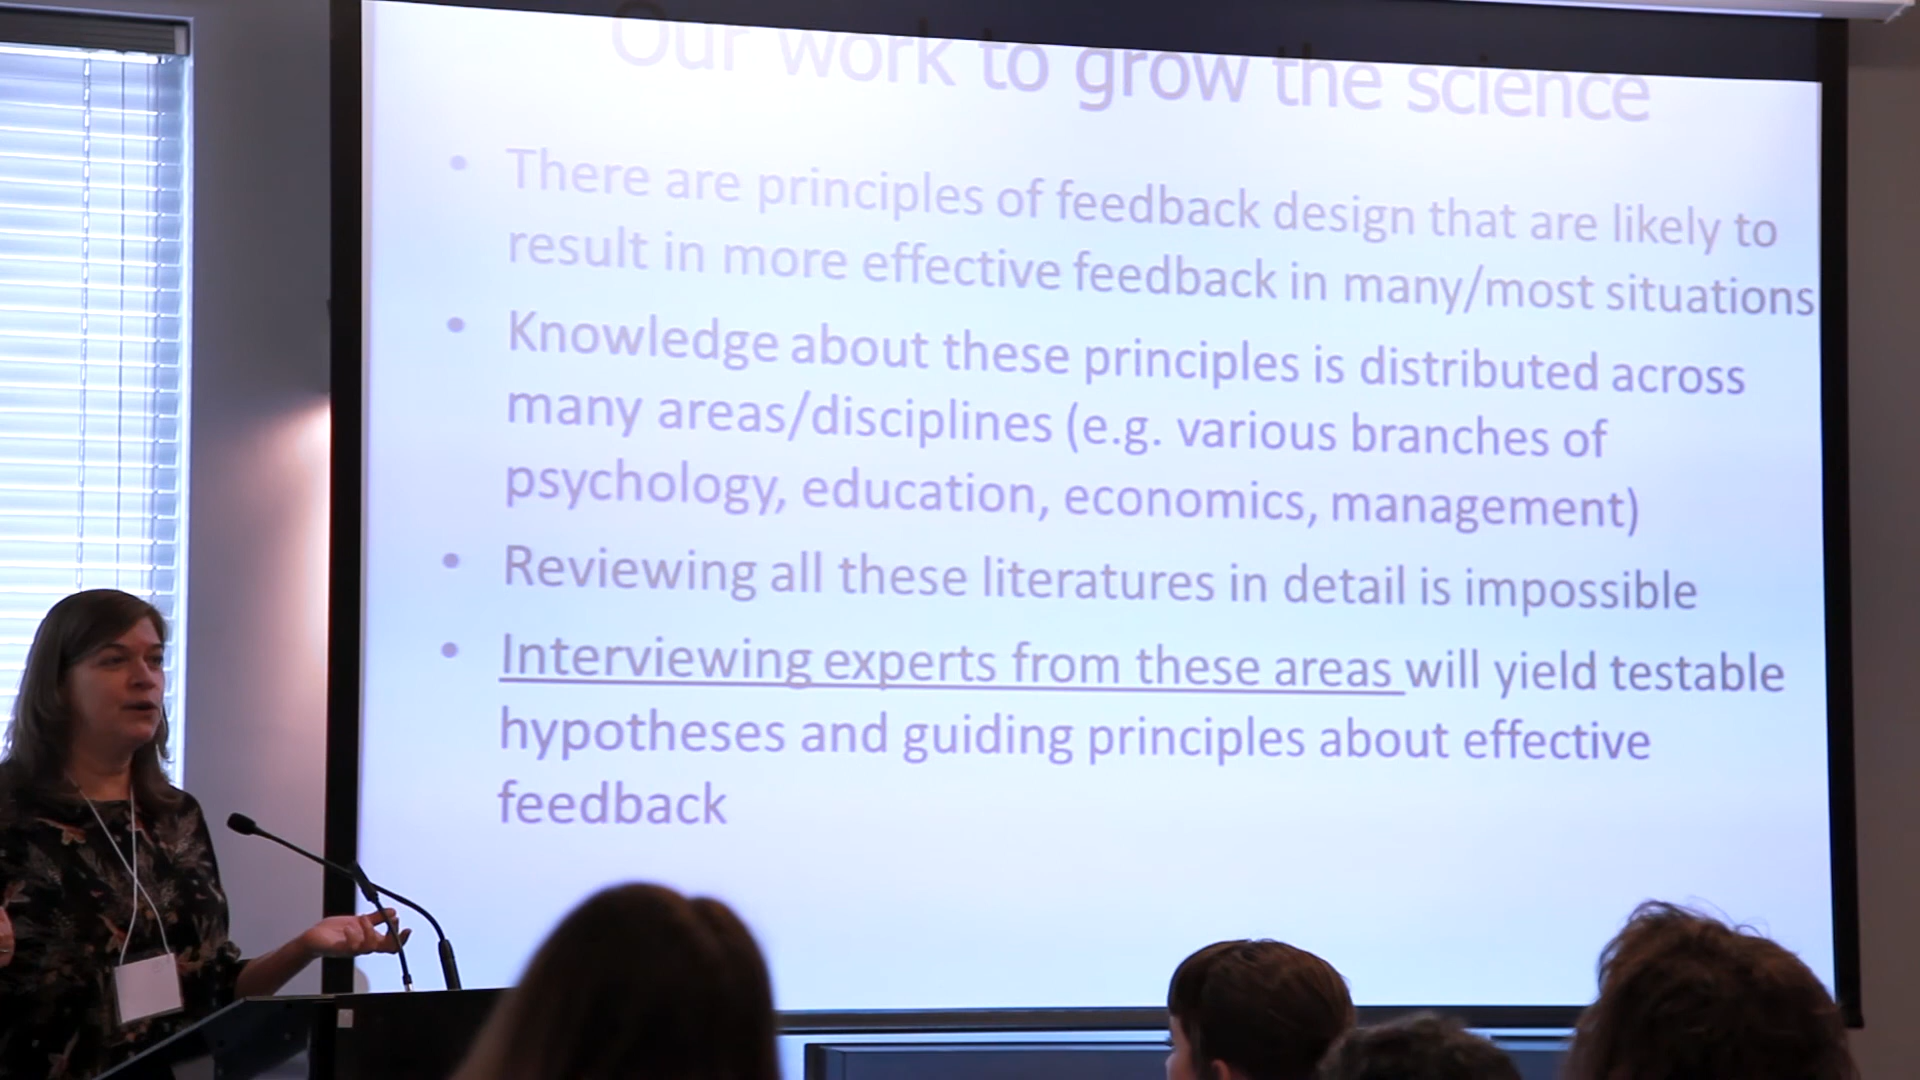 Our work to grow the science
• There are principles of feedback design that are likely to
result in more effective feedback in many/most situations
• Knowledge about these principles is distributed across
many areas/disciplines (e.g. various branches of
psychology, education, economics, management)
• Reviewing all these literatures in detail is impossible
• Interviewing experts from these areas will yield testable
hypotheses and guiding principles about effective
feedback